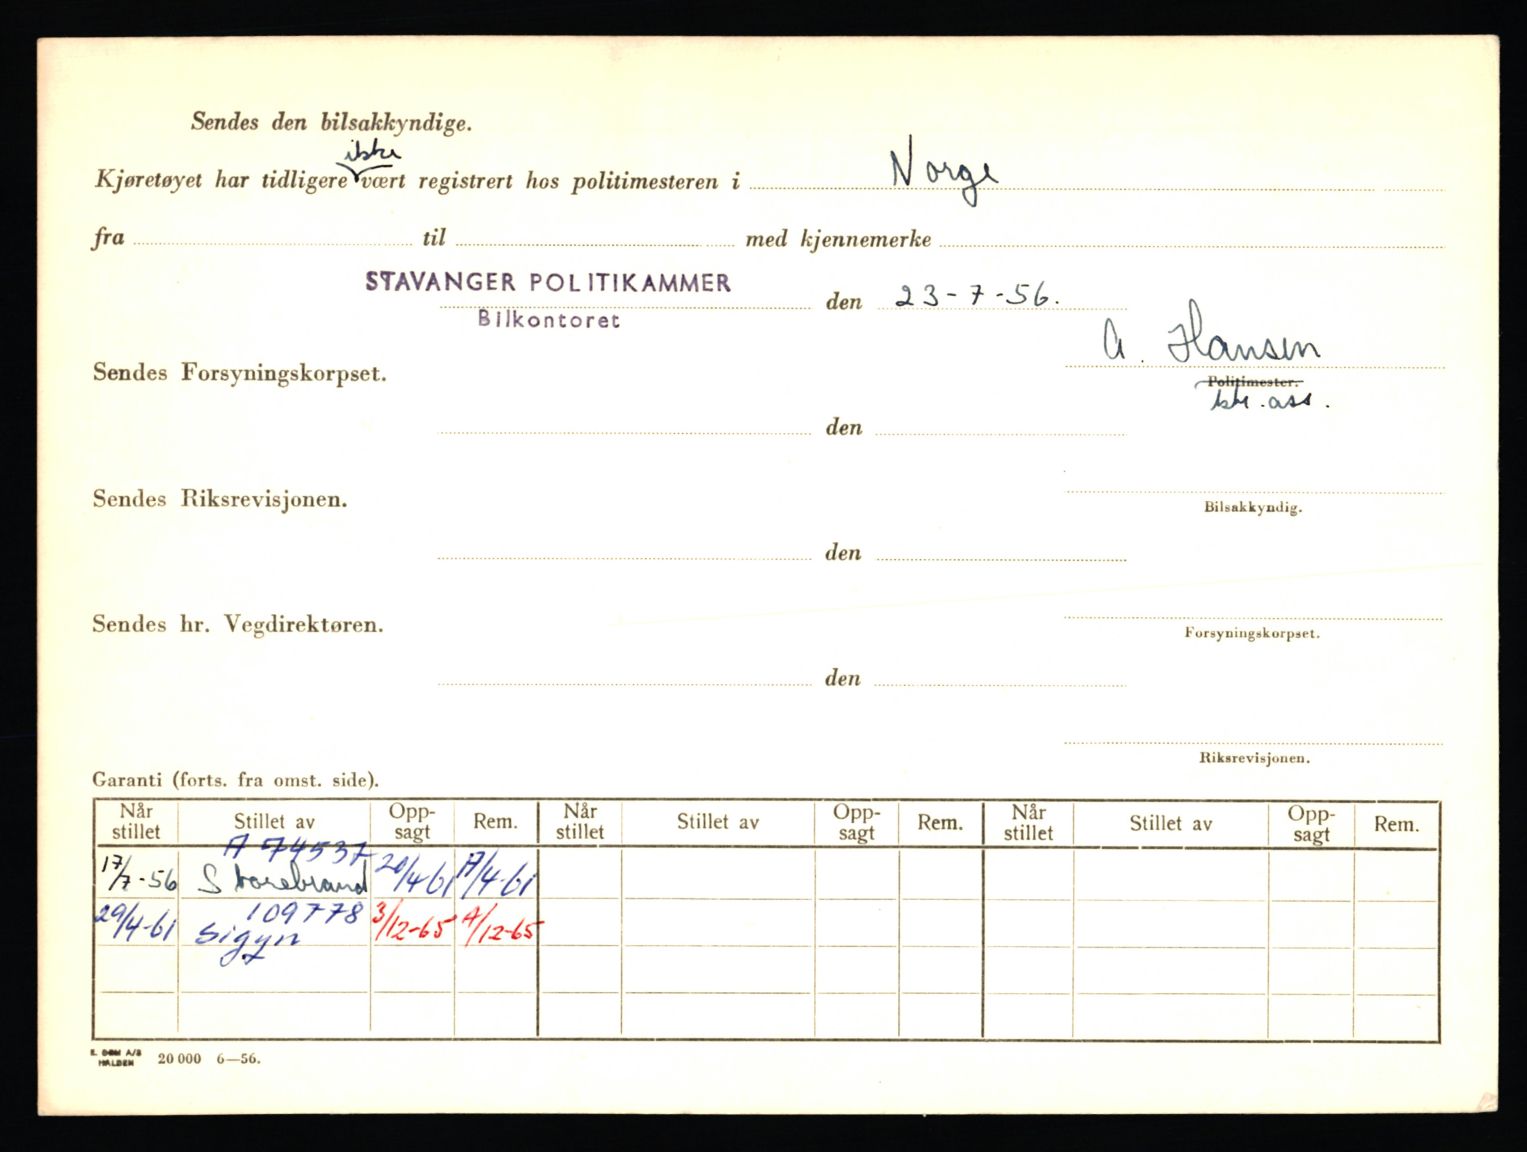 Sendes den bilsakkyndige.
ikke
Kjøretøyet har tidligere vært registrert hos politimesteren i Norge
fra til med kjennemerke
STAVANGER POLITIKAMMER
Bilkontoret
den 23-7-56.
A. Hansen
Sendes Forsyningskorpset.
Politimester.
ktr. ass.
den
Sendes Riksrevisjonen.
Bilsakkyndig.
den
Sendes hr. Vegdirektøren.
Forsyningskorpset.
den
Riksrevisjonen.
Garanti (forts. fra omst. side).
Når stillet Stillet av Opp-sagt Rem. Når stillet Stillet av Opp-sagt Rem. Når stillet Stillet av Opp-sagt Rem.
A 74537
17/7-56 Storebrand 20/4-61 17/4-61
29/4-61 109778 3/12-65 4/12-65
Sigyn
E. DØM A/S
HALDEN
20 000 6—56.